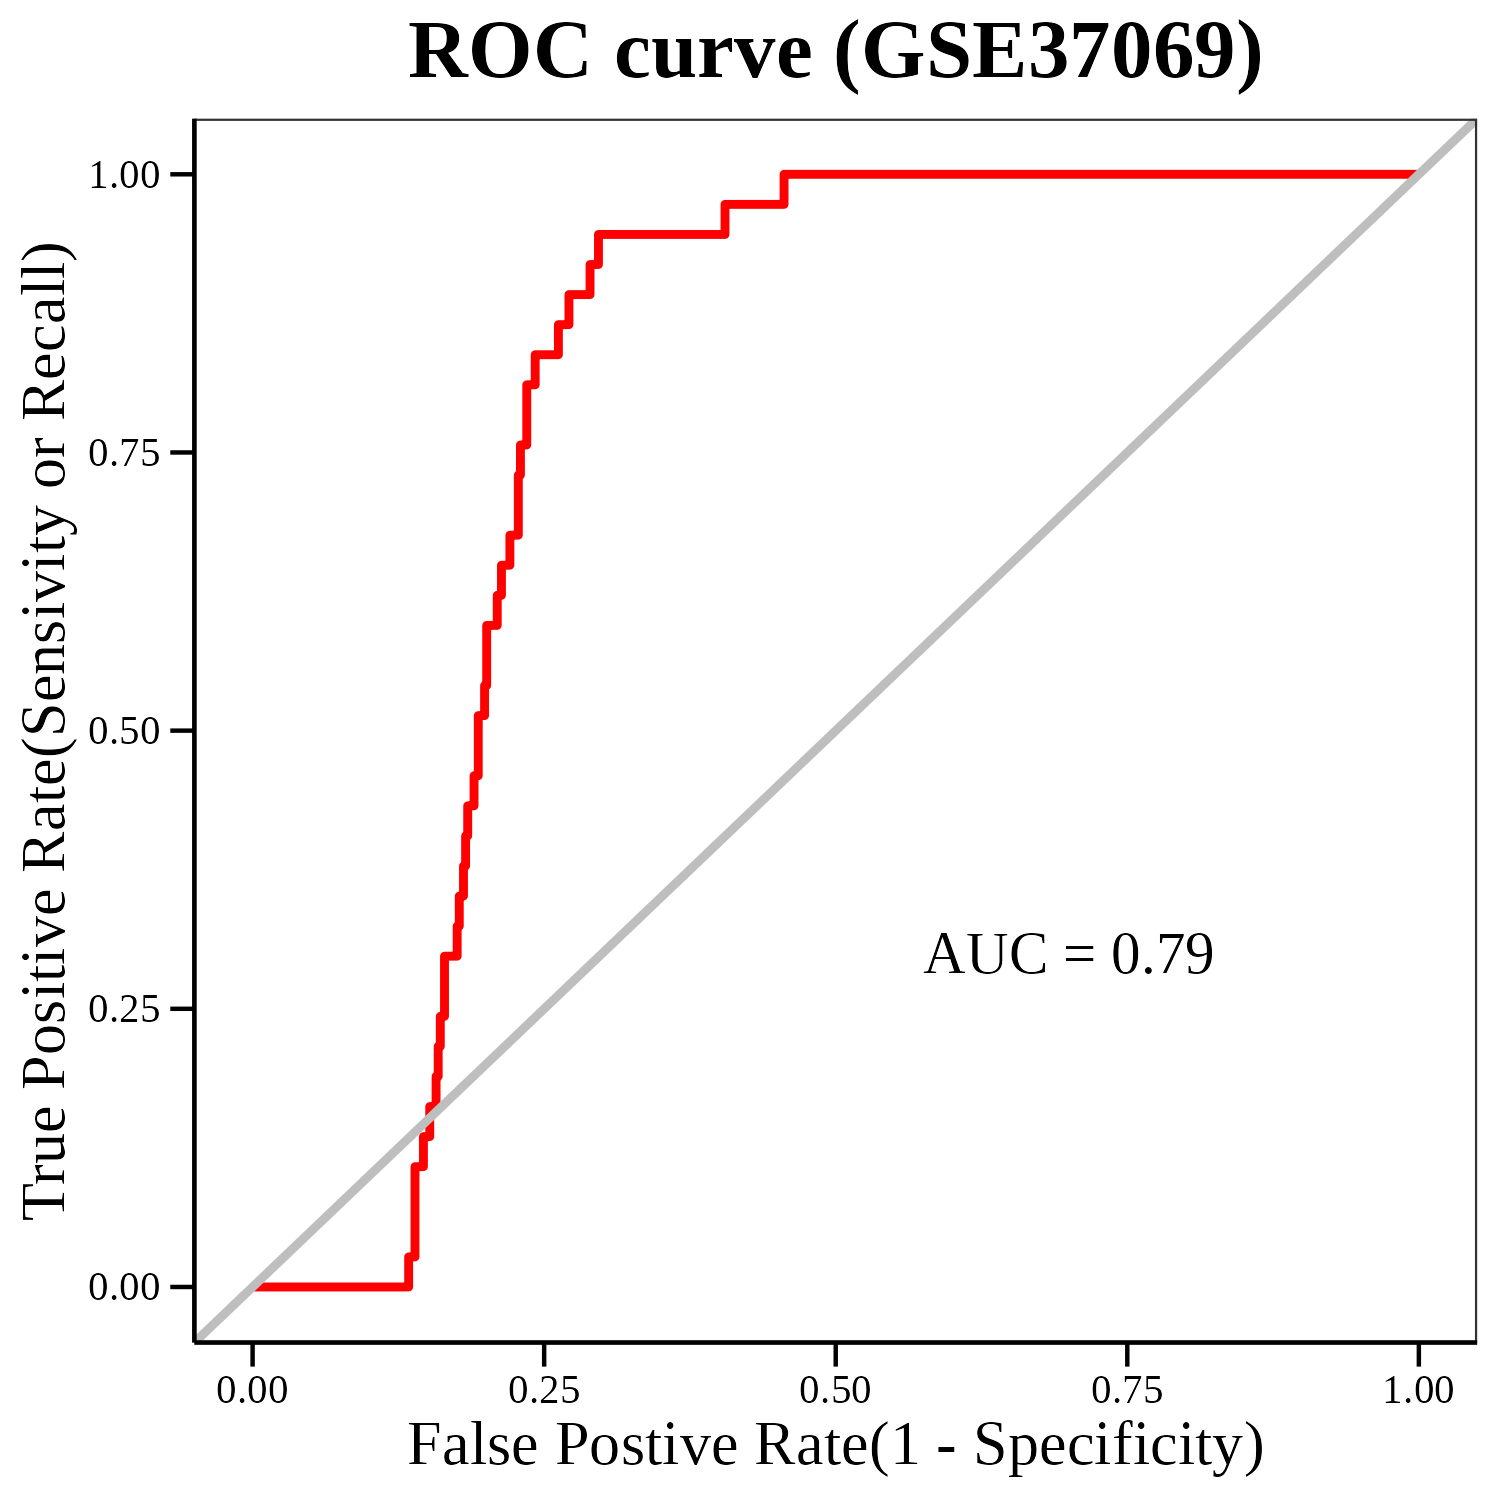 ROC curve (GSE37069)
True Positive Rate(Sensivity or Recall)
1.00
0.75
0.50
0.25
0.00
AUC = 0.79
0.00 0.25 0.50 0.75 1.00
False Postive Rate(1 - Specificity)